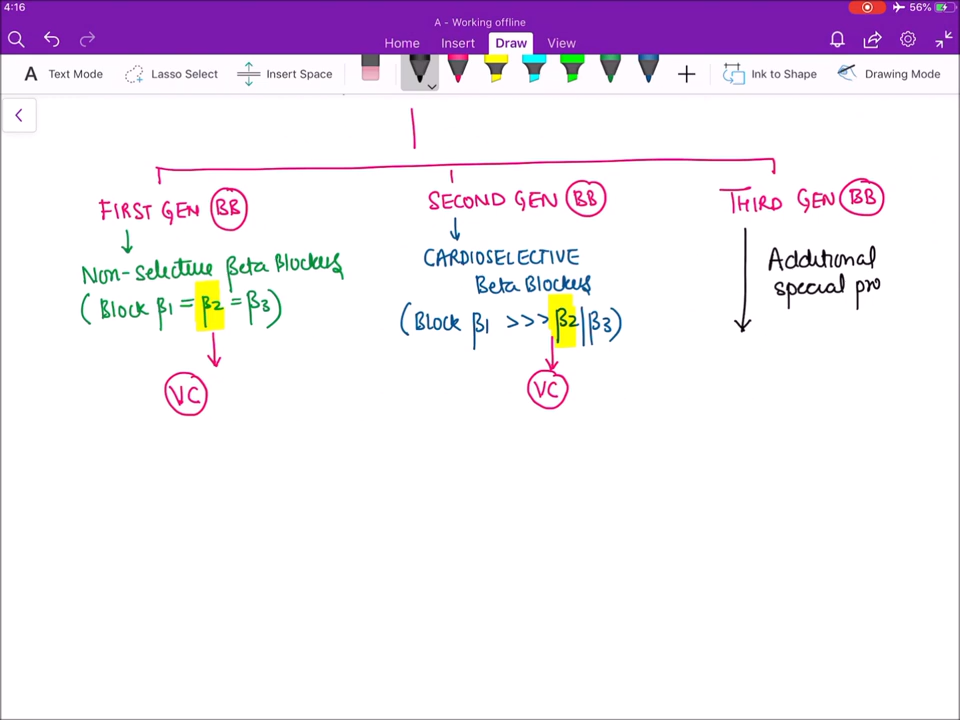 4:16
56%
A - Working offline
Home Insert Draw View
A Text Mode Lasso Select Insert Space Ink to Shape Drawing Mode
FIRST GEN BB
SECOND GEN BB
THIRD GEN BB
Non-selective Beta Blockers
(Block β1 = β2 = β3)
VC
CARDIOSELECTIVE
Beta Blockers
(Block β1 >>> β2|β3)
VC
Additional
special pro